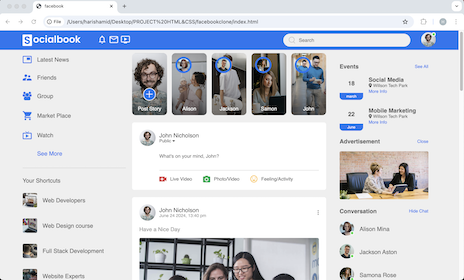 facebook
/Users/harishamid/Desktop/PROJECT%20HTML&CSS/facebookclone/index.html
Socialbook
Search
Latest News
Friends
Group
Market Place
Watch
See More
Your Shortcuts
Web Developers
Web Design course
Full Stack Development
Website Experts
Post Story
Alison
Jackson
Samon
John
John Nicholson
Public
What's on your mind, John?
Live Video
Photo/Video
Feeling/Activity
John Nicholson
June 24 2024, 13:40 pm
Have a Nice Day
Events
See All
18
march
Social Media
Willson Tech Park
More Info
22
june
Mobile Marketing
Willson Tech Park
More Info
Advertisement
Close
Conversation
Hide Chat
Alison Mina
Jackson Aston
Samona Rose